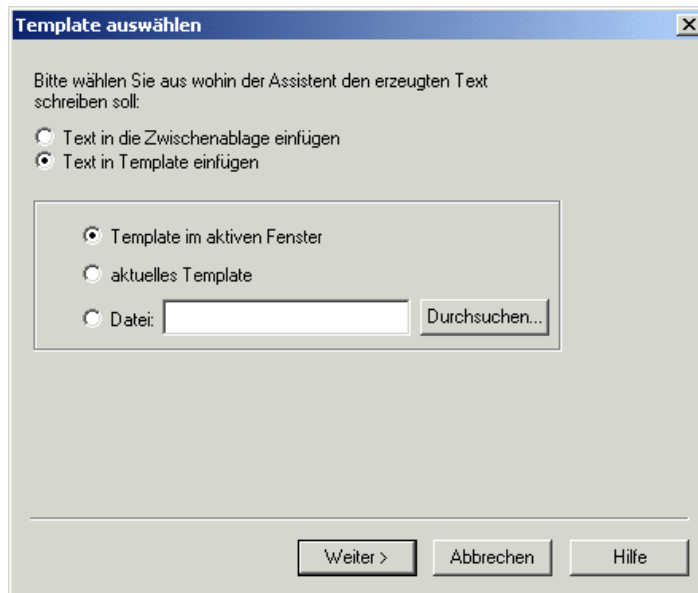 Template auswählen
Bitte wählen Sie aus wohin der Assistent den erzeugten Text
schreiben soll:
Text in die Zwischenablage einfügen
Text in Template einfügen
Template im aktiven Fenster
aktuelles Template
Datei: Durchsuchen...
Weiter > Abbrechen Hilfe